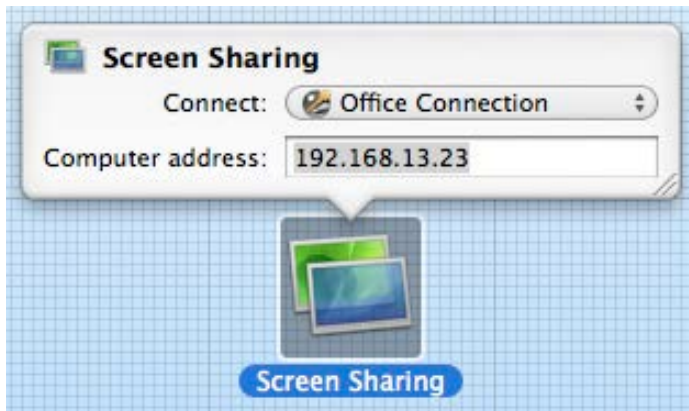 Screen Sharing
Connect: Office Connection
Computer address: 192.168.13.23
Screen Sharing